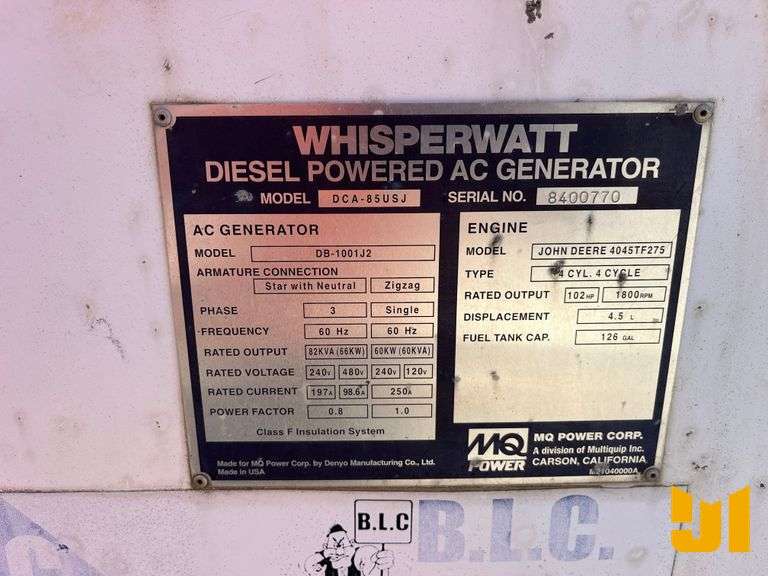 WHISPERWATT
DIESEL POWERED AC GENERATOR
MODEL DCA-85USJ SERIAL NO. 8400770
AC GENERATOR
MODEL DB-1001J2
ARMATURE CONNECTION
Star with Neutral Zigzag
PHASE 3 Single
FREQUENCY 60 Hz 60 Hz
RATED OUTPUT 82KVA (66KW) 60KW (60KVA)
RATED VOLTAGE 240V 480V 240V 120V
RATED CURRENT 197A 98.6A 250A
POWER FACTOR 0.8 1.0
Class F Insulation System
ENGINE
MODEL JOHN DEERE 4045TF275
TYPE 4 CYL. 4 CYCLE
RATED OUTPUT 102 HP 1800 RPM
DISPLACEMENT 4.5 L
FUEL TANK CAP. 126 GAL
Made for MQ Power Corp. by Denyo Manufacturing Co., Ltd.
Made in USA
MQ
POWER
MQ POWER CORP.
A division of Multiquip Inc.
CARSON, CALIFORNIA
M21040000A
B.L.C
B.L.C.